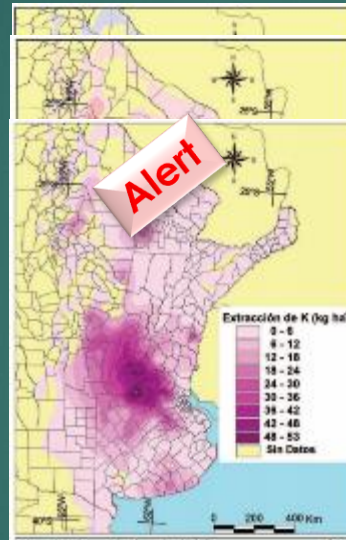 Alert
Extracción de K (kg ha
0 - 6
6 - 12
12 - 18
18 - 24
24 - 30
30 - 36
36 - 42
42 - 48
48 - 53
Sin Datos
0 200 400 Km